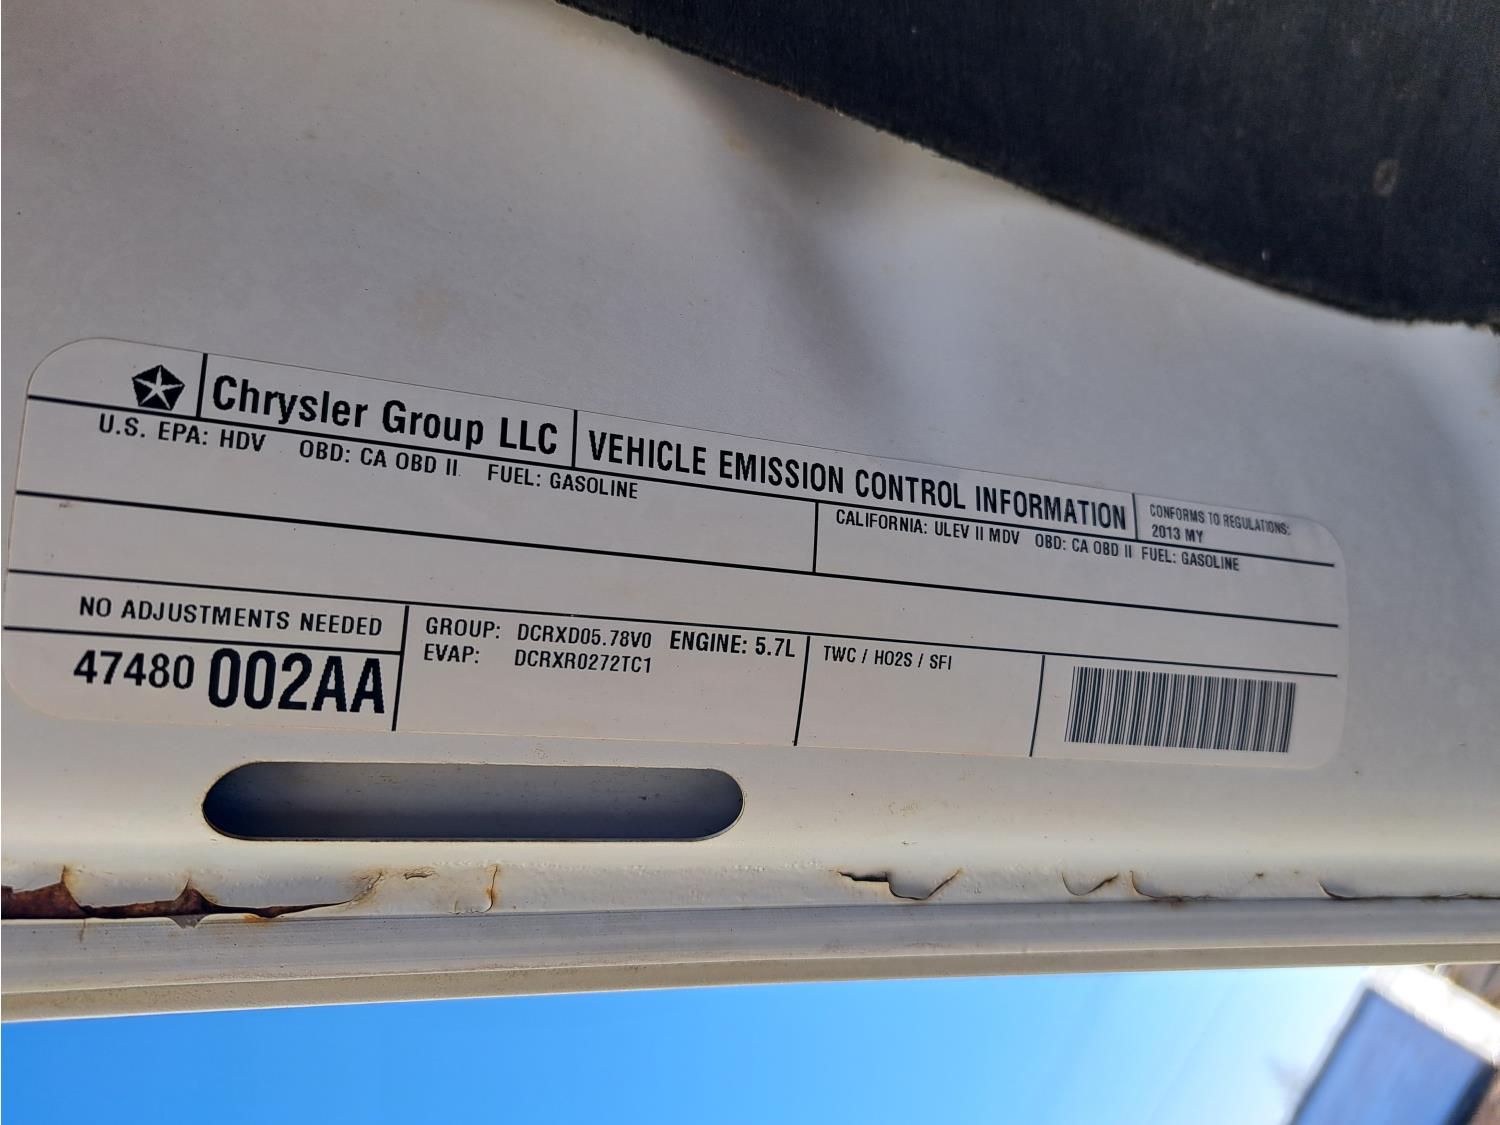 Chrysler Group LLC VEHICLE EMISSION CONTROL INFORMATION CONFORMS TO REGULATIONS:
2013 MY
U.S. EPA: HDV OBD: CA OBD II FUEL: GASOLINE
CALIFORNIA: ULEV II MDV OBD: CA OBD II FUEL: GASOLINE
NO ADJUSTMENTS NEEDED
47480 002AA
GROUP: DCRXD05.78V0 ENGINE: 5.7L
EVAP: DCRXR0272TC1
TWC / HO2S / SFI